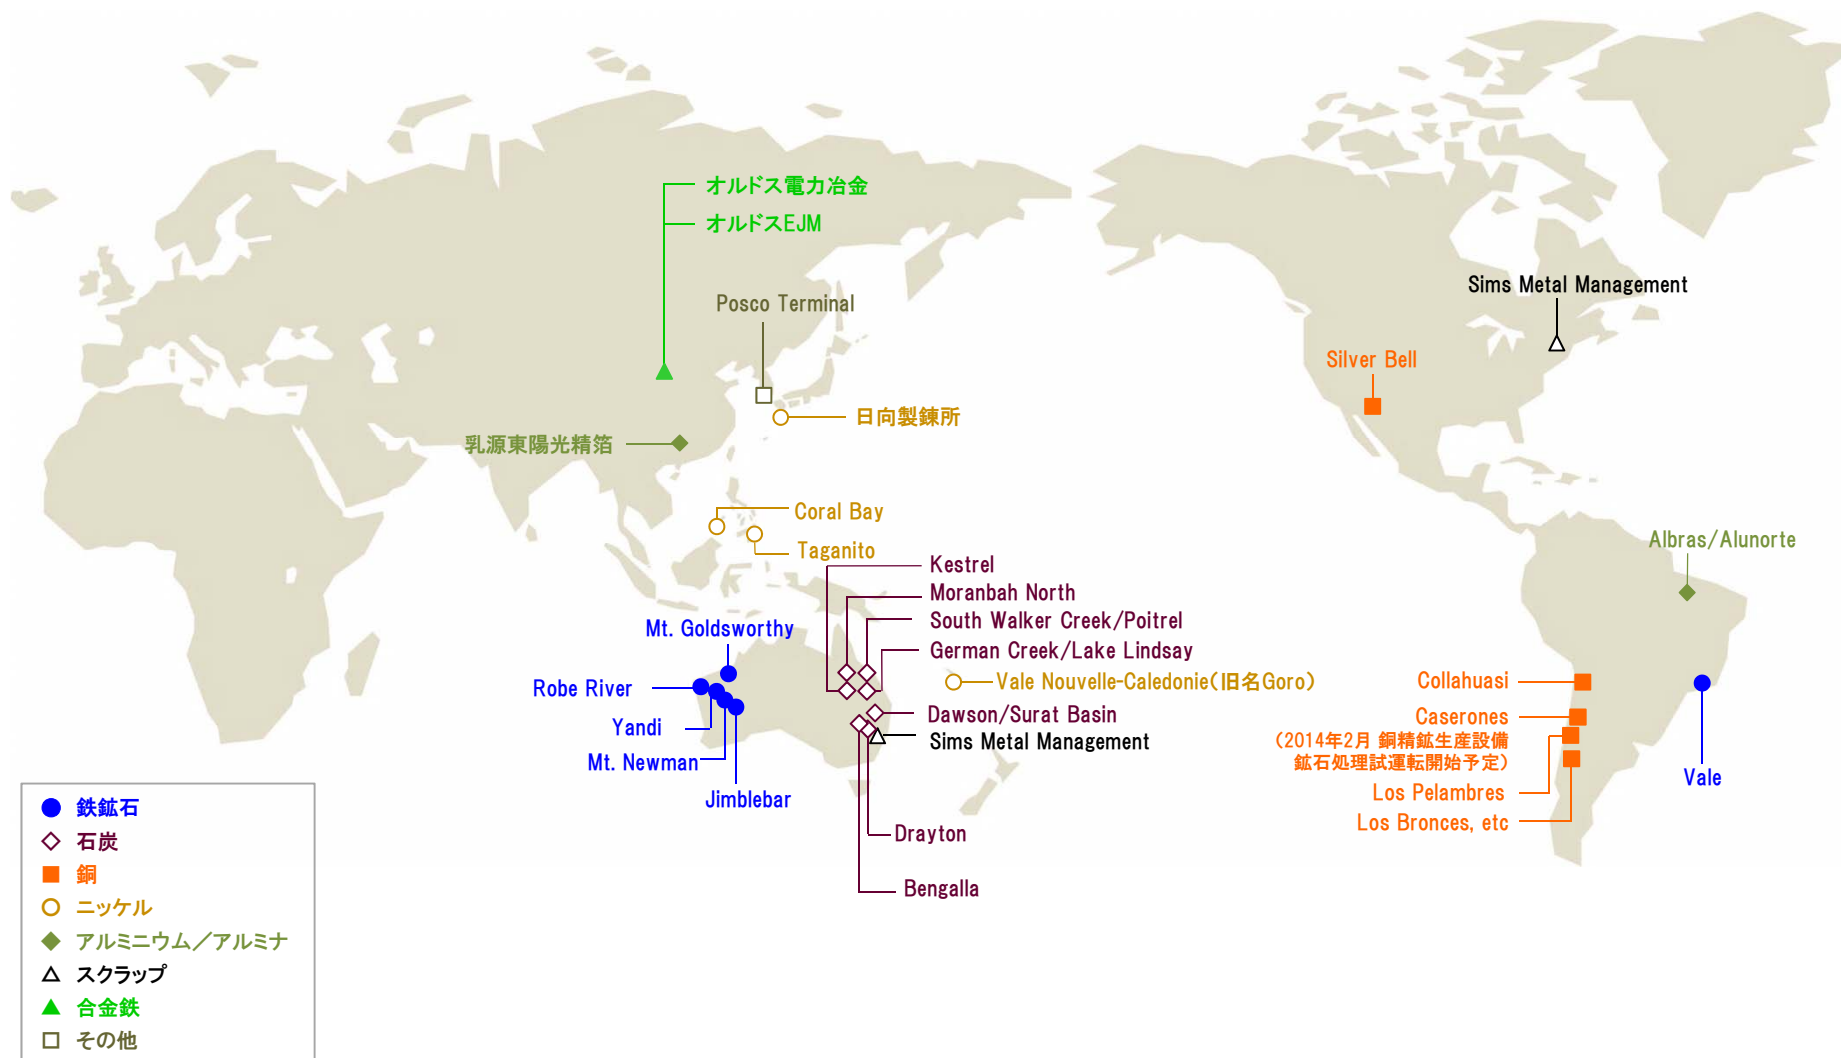 オルドス電力冶金
オルドスEJM
Posco Terminal
日向製錬所
乳源東陽光精箔
Coral Bay
Taganito
Kestrel
Moranbah North
South Walker Creek/Poitrel
German Creek/Lake Lindsay
Vale Nouvelle-Caledonie(旧名Goro)
Dawson/Surat Basin
Sims Metal Management
Drayton
Bengalla
Mt. Goldsworthy
Robe River
Yandi
Mt. Newman
Jimblebar
Sims Metal Management
Silver Bell
Albras/Alunorte
Collahuasi
Caserones
(2014年2月 銅精鉱生産設備
鉱石処理試運転開始予定)
Los Pelambres
Los Bronces, etc
Vale
鉄鉱石
石炭
銅
ニッケル
アルミニウム／アルミナ
スクラップ
合金鉄
その他